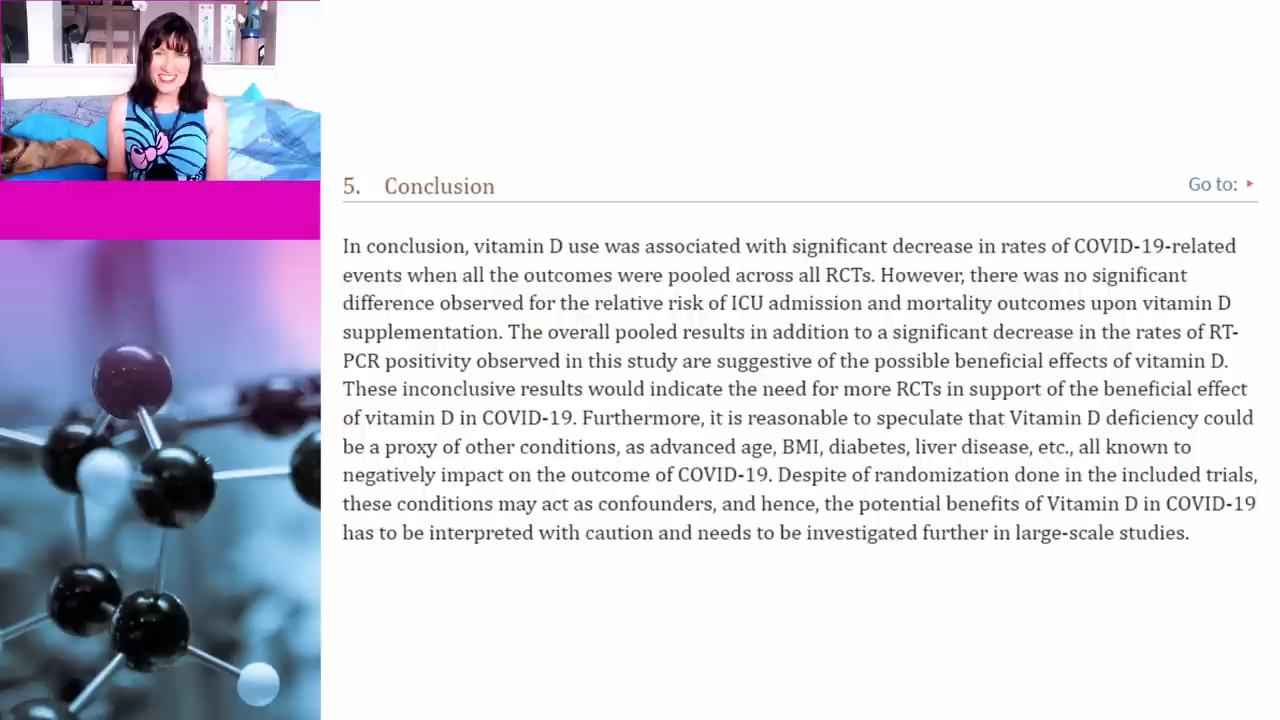 5. Conclusion
Go to:
In conclusion, vitamin D use was associated with significant decrease in rates of COVID-19-related
events when all the outcomes were pooled across all RCTs. However, there was no significant
difference observed for the relative risk of ICU admission and mortality outcomes upon vitamin D
supplementation. The overall pooled results in addition to a significant decrease in the rates of RT-
PCR positivity observed in this study are suggestive of the possible beneficial effects of vitamin D.
These inconclusive results would indicate the need for more RCTs in support of the beneficial effect
of vitamin D in COVID-19. Furthermore, it is reasonable to speculate that Vitamin D deficiency could
be a proxy of other conditions, as advanced age, BMI, diabetes, liver disease, etc., all known to
negatively impact on the outcome of COVID-19. Despite of randomization done in the included trials,
these conditions may act as confounders, and hence, the potential benefits of Vitamin D in COVID-19
has to be interpreted with caution and needs to be investigated further in large-scale studies.